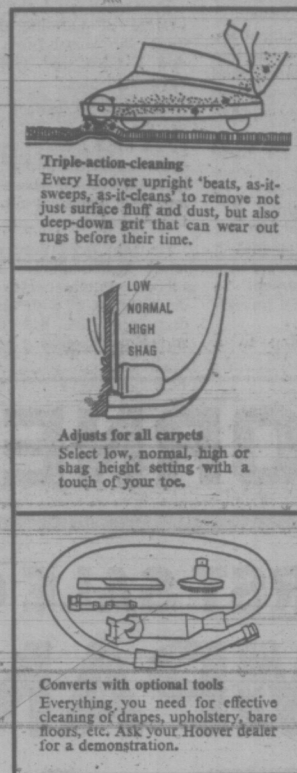 Triple-action-cleaning
Every Hoover upright 'beats, as-it-
sweeps, as-it-cleans' to remove not
just surface fluff and dust, but also
deep-down grit that can wear out
rugs before their time.
LOW
NORMAL
HIGH
SHAG
Adjusts for all carpets
Select low, normal, high or
shag height setting with a
touch of your toe.
Converts with optional tools
Everything you need for effective
cleaning of drapes, upholstery, bare
floors, etc. Ask your Hoover dealer
for a demonstration.